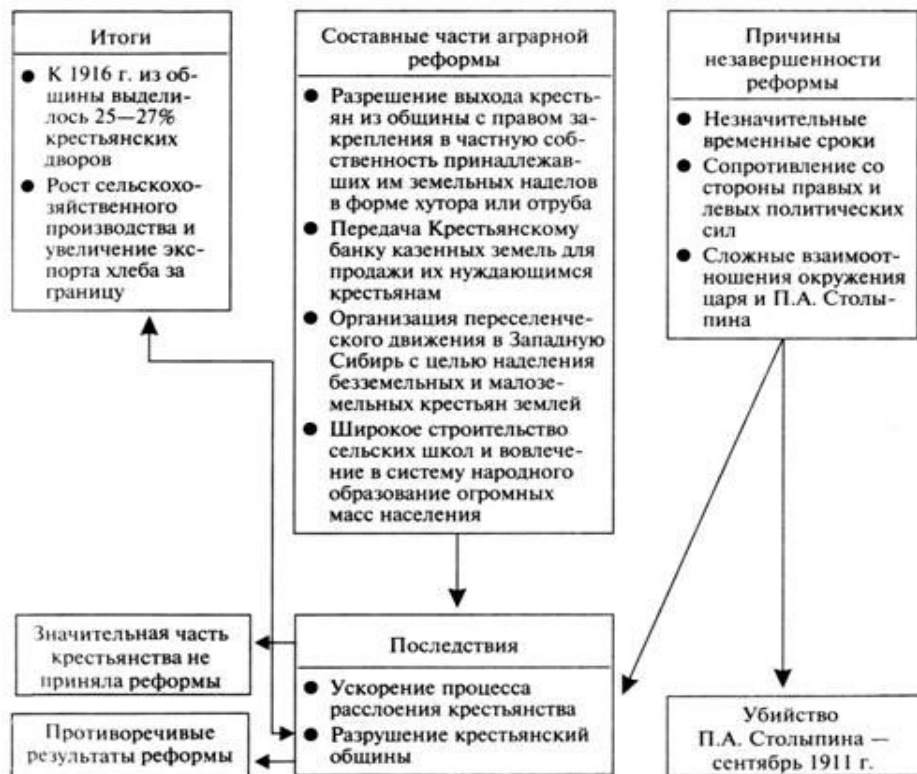 Итоги
● К 1916 г. из об-
щины выдели-
лось 25—27%
крестьянских
дворов
● Рост сельскохо-
зяйственного
производства и
увеличение экс-
порта хлеба за
границу
Составные части аграрной
реформы
● Разрешение выхода кресть-
ян из общины с правом за-
крепления в частную соб-
ственность принадлежав-
ших им земельных наделов
в форме хутора или отруба
● Передача Крестьянскому
банку казенных земель для
продажи их нуждающимся
крестьянам
● Организация переселен-
ческого движения в Западную
Сибирь с целью наделения
безземельных и малозе-
мельных крестьян землей
● Широкое строительство
сельских школ и вовлече-
ние в систему народного
образование огромных
масс населения
Причины
незавершенности
реформы
● Незначительные
временные сроки
● Сопротивление со
стороны правых и
левых политических
сил
● Сложные взаимоот-
ношения окружения
царя и П.А. Столы-
пина
Значительная часть
крестьянства не
приняла реформы
Противоречивые
результаты реформы
Последствия
● Ускорение процесса
расслоения крестьянства
● Разрушение крестьянский
общины
Убийство
П.А. Столыпина —
сентябрь 1911 г.